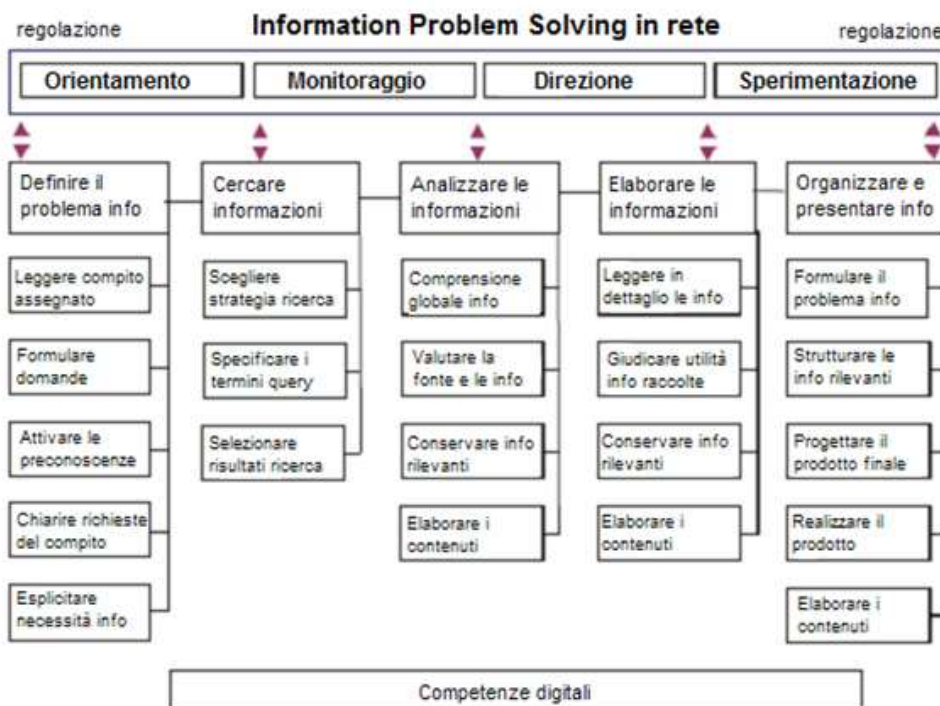 regolazione
Information Problem Solving in rete
regolazione
Orientamento
Monitoraggio
Direzione
Sperimentazione
Definire il
problema info
Cercare
informazioni
Analizzare le
informazioni
Elaborare le
informazioni
Organizzare e
presentare info
Leggere compito
assegnato
Formulare
domande
Attivare le
preconoscenze
Chiarire richieste
del compito
Esplicitare
necessità info
Scegliere
strategia ricerca
Specificare i
termini query
Selezionare
risultati ricerca
Comprensione
globale info
Valutare la
fonte e le info
Conservare info
rilevanti
Elaborare i
contenuti
Leggere in
dettaglio le info
Giudicare utilità
info raccolte
Conservare info
rilevanti
Elaborare i
contenuti
Formulare il
problema info
Strutturare le
info rilevanti
Progettare il
prodotto finale
Realizzare il
prodotto
Elaborare i
contenuti
Competenze digitali